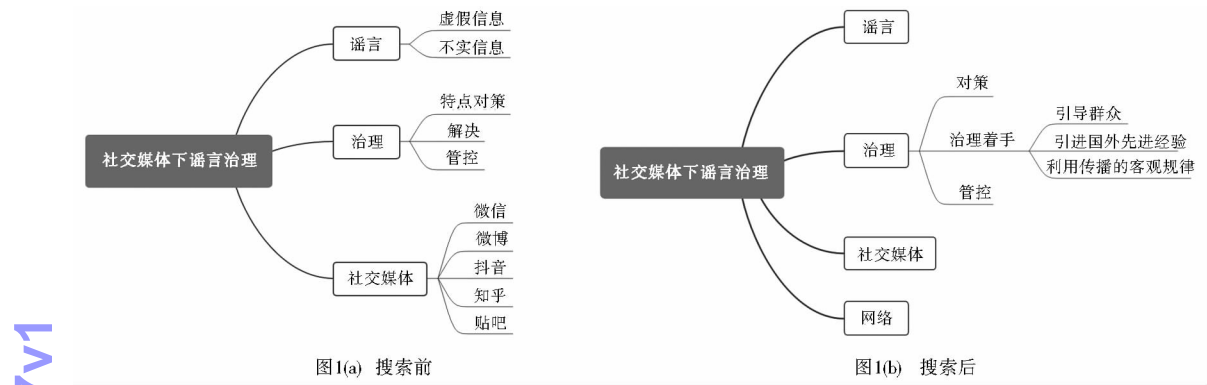 社交媒体下谣言治理
谣言
虚假信息
不实信息
治理
特点对策
解决
管控
社交媒体
微信
微博
抖音
知乎
贴吧
图1(a) 搜索前
社交媒体下谣言治理
谣言
治理
对策
治理着手
引导群众
引进国外先进经验
利用传播的客观规律
管控
社交媒体
网络
图1(b) 搜索后
7v1